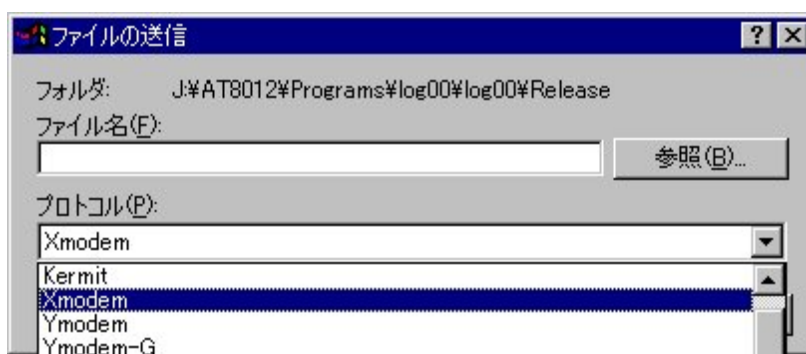 ファイルの送信
フォルダ: J:¥AT8012¥Programs¥log00¥log00¥Release
ファイル名(F):
参照(B)...
プロトコル(P):
Xmodem
Kermit
Xmodem
Ymodem
Ymodem-G